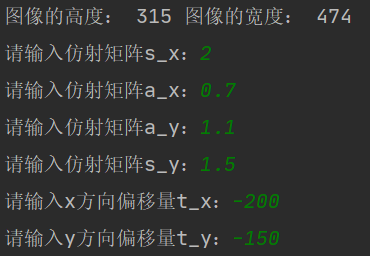 图像的高度： 315 图像的宽度： 474
请输入仿射矩阵s_x：2
请输入仿射矩阵a_x：0.7
请输入仿射矩阵a_y：1.1
请输入仿射矩阵s_y：1.5
请输入x方向偏移量t_x：-200
请输入y方向偏移量t_y：-150